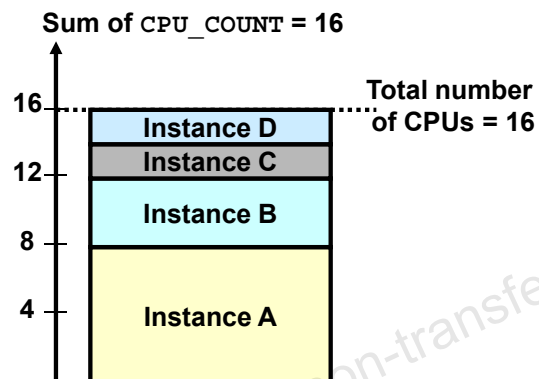 Sum of CPU_COUNT = 16
Total number
of CPUs = 16
16
Instance D
Instance C
12
Instance B
8
4
Instance A